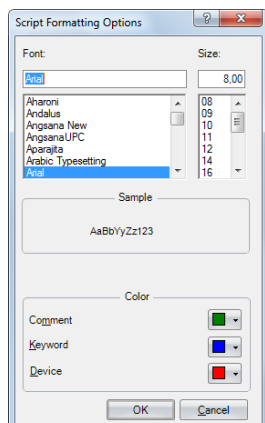 Script Formatting Options
Font:
Size:
Arial
8,00
Aharoni
Andalus
Angsana New
AngsanaUPC
Aparajita
Arabic Typesetting
Arial
08
09
10
11
12
14
16
Sample
AaBbYyZz123
Color
Comment
Keyword
Device
OK
Cancel